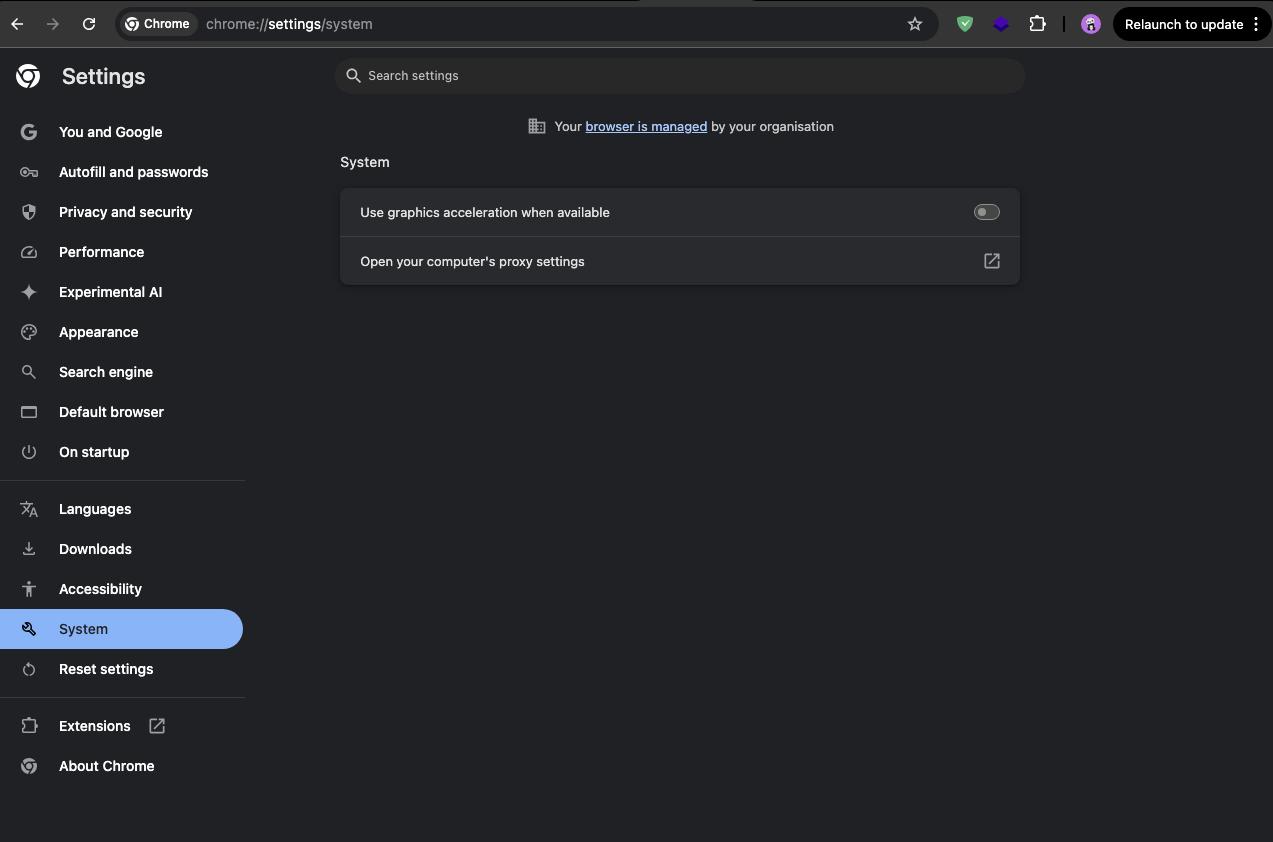 Chrome
chrome://settings/system
Relaunch to update
Settings
Search settings
You and Google
Autofill and passwords
Privacy and security
Performance
Experimental AI
Appearance
Search engine
Default browser
On startup
Languages
Downloads
Accessibility
System
Reset settings
Extensions
About Chrome
Your browser is managed by your organisation
System
Use graphics acceleration when available
Open your computer's proxy settings